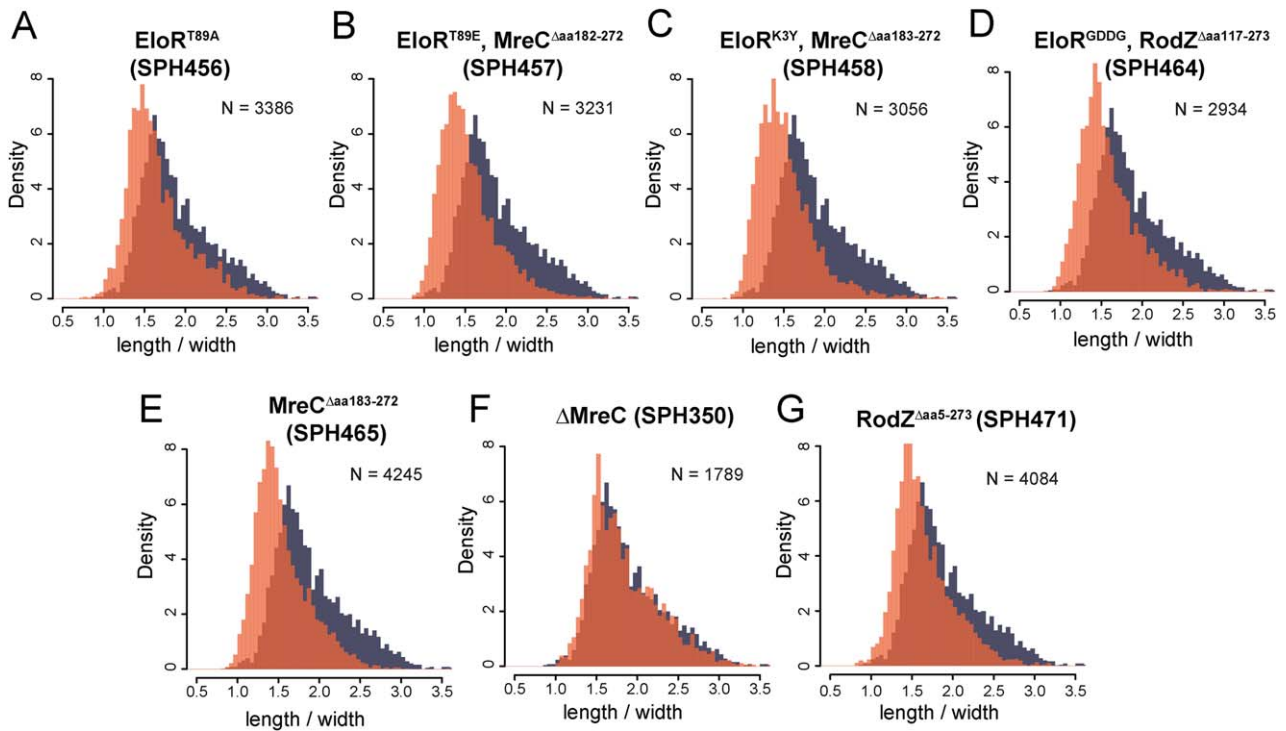 A
EloR^T89A
(SPH456)
N = 3386
Density
8
6
4
2
0
0.5 1.0 1.5 2.0 2.5 3.0 3.5
length / width
B
EloR^T89E, MreC^Δaa182-272
(SPH457)
N = 3231
Density
8
6
4
2
0
0.5 1.0 1.5 2.0 2.5 3.0 3.5
length / width
C
EloR^K3Y, MreC^Δaa183-272
(SPH458)
N = 3056
Density
8
6
4
2
0
0.5 1.0 1.5 2.0 2.5 3.0 3.5
length / width
D
EloR^GDDG, RodZ^Δaa117-273
(SPH464)
N = 2934
Density
8
6
4
2
0
0.5 1.0 1.5 2.0 2.5 3.0 3.5
length / width
E
MreC^Δaa183-272
(SPH465)
N = 4245
Density
8
6
4
2
0
0.5 1.0 1.5 2.0 2.5 3.0 3.5
length / width
F
ΔMreC (SPH350)
N = 1789
Density
8
6
4
2
0
0.5 1.0 1.5 2.0 2.5 3.0 3.5
length / width
G
RodZ^Δaa5-273 (SPH471)
N = 4084
Density
8
6
4
2
0
0.5 1.0 1.5 2.0 2.5 3.0 3.5
length / width